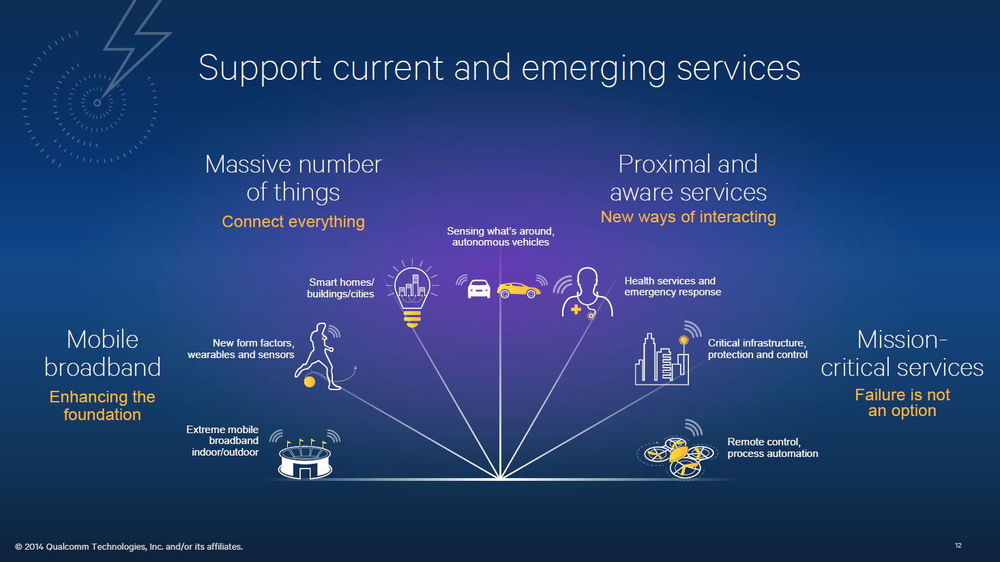 Support current and emerging services
Massive number
of things
Connect everything
Proximal and
aware services
New ways of interacting
Sensing what's around,
autonomous vehicles
Smart homes/
buildings/cities
Health services and
emergency response
Mobile
broadband
Enhancing the
foundation
New form factors,
wearables and sensors
Critical infrastructure,
protection and control
Mission-
critical services
Failure is not
an option
Extreme mobile
broadband
indoor/outdoor
Remote control,
process automation
© 2014 Qualcomm Technologies, Inc. and/or its affiliates.
12